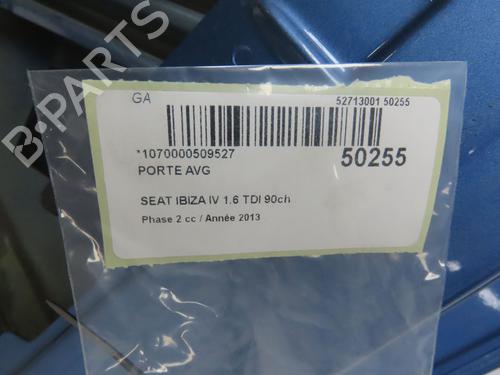 GA
52713001 50255
*1070000509527
50255
PORTE AVG
SEAT IBIZA IV 1.6 TDI 90ch
Phase 2 cc / Année 2013
B-PARTS